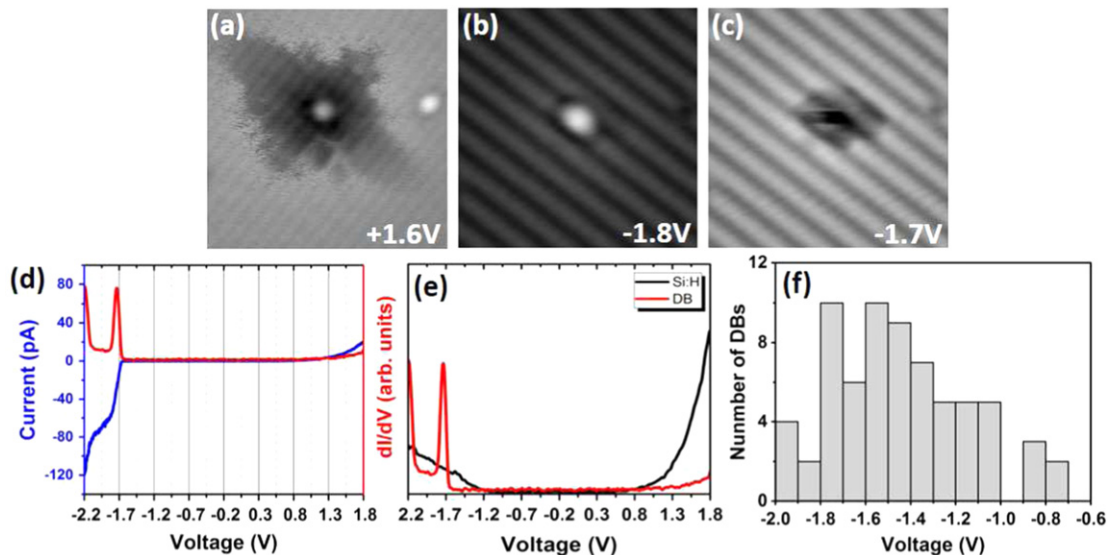 (a)
+1.6V
(b)
-1.8V
(c)
-1.7V
(d)
Current (pA)
80
40
0
-40
-80
-120
-2.2 -1.7 -1.2 -0.7 -0.2 0.3 0.8 1.3 1.8
Voltage (V)
(e)
dI/dV (arb. units)
Si:H
DB
-2.2 -1.7 -1.2 -0.7 -0.2 0.3 0.8 1.3 1.8
Voltage (V)
(f)
Nunmber of DBs
12
8
4
0
-2.0 -1.8 -1.6 -1.4 -1.2 -1.0 -0.8 -0.6
Voltage (V)